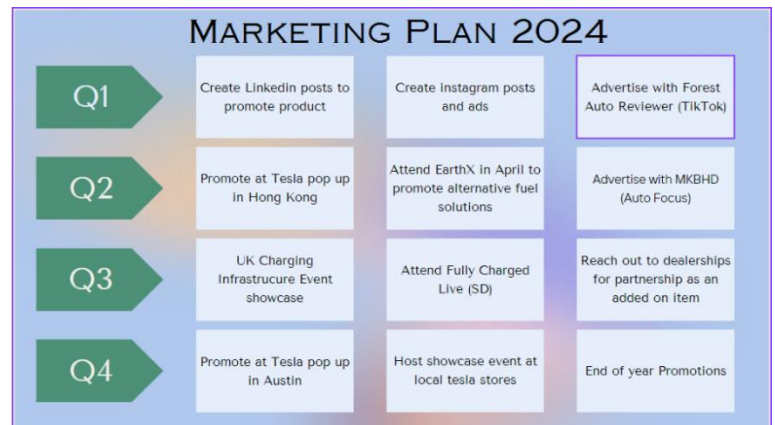 MARKETING PLAN 2024
Q1
Create Linkedin posts to
promote product
Create instagram posts
and ads
Advertise with Forest
Auto Reviewer (TikTok)
Q2
Promote at Tesla pop up
in Hong Kong
Attend EarthX in April to
promote alternative fuel
solutions
Advertise with MKBHD
(Auto Focus)
Q3
UK Charging
Infrastrucure Event
showcase
Attend Fully Charged
Live (SD)
Reach out to dealerships
for partnership as an
added on item
Q4
Promote at Tesla pop up
in Austin
Host showcase event at
local tesla stores
End of year Promotions